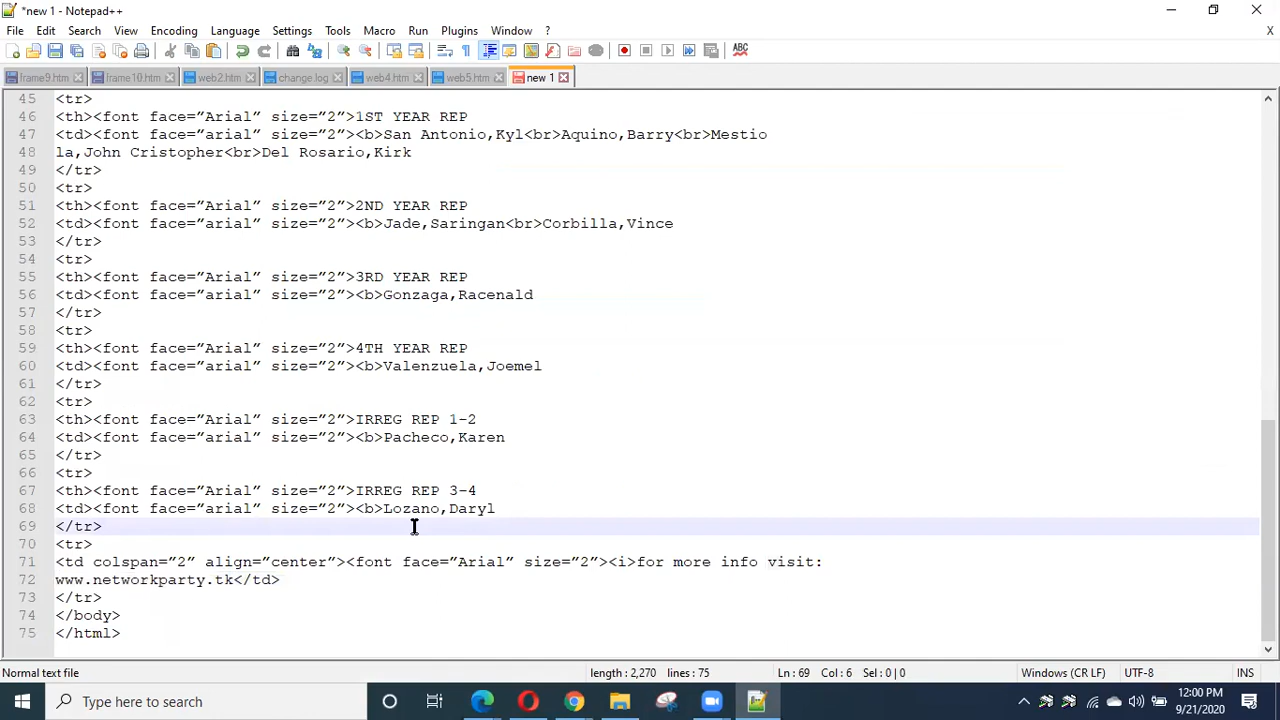 *new 1 - Notepad++
File Edit Search View Encoding Language Settings Tools Macro Run Plugins Window ? X
frame9.htm frame10.htm web2.htm change.log web4.htm web5.htm new 1
45 <tr>
46 <th><font face=”Arial” size=”2”>1ST YEAR REP
47 <td><font face=”arial” size=”2”><b>San Antonio,Kyl<br>Aquino,Barry<br>Mestio
48 la,John Cristopher<br>Del Rosario,Kirk
49 </tr>
50 <tr>
51 <th><font face=”Arial” size=”2”>2ND YEAR REP
52 <td><font face=”arial” size=”2”><b>Jade,Saringan<br>Corbilla,Vince
53 </tr>
54 <tr>
55 <th><font face=”Arial” size=”2”>3RD YEAR REP
56 <td><font face=”arial” size=”2”><b>Gonzaga,Racenald
57 </tr>
58 <tr>
59 <th><font face=”Arial” size=”2”>4TH YEAR REP
60 <td><font face=”arial” size=”2”><b>Valenzuela,Joemel
61 </tr>
62 <tr>
63 <th><font face=”Arial” size=”2”>IRREG REP 1-2
64 <td><font face=”arial” size=”2”><b>Pacheco,Karen
65 </tr>
66 <tr>
67 <th><font face=”Arial” size=”2”>IRREG REP 3-4
68 <td><font face=”arial” size=”2”><b>Lozano,Daryl
69 </tr>
70 <tr>
71 <td colspan=”2” align=”center”><font face=”Arial” size=”2”><i>for more info visit:
72 www.networkparty.tk</td>
73 </tr>
74 </body>
75 </html>
Normal text file length : 2,270 lines : 75 Ln : 69 Col : 6 Sel : 0 | 0 Windows (CR LF) UTF-8 INS
Type here to search 12:00 PM
9/21/2020